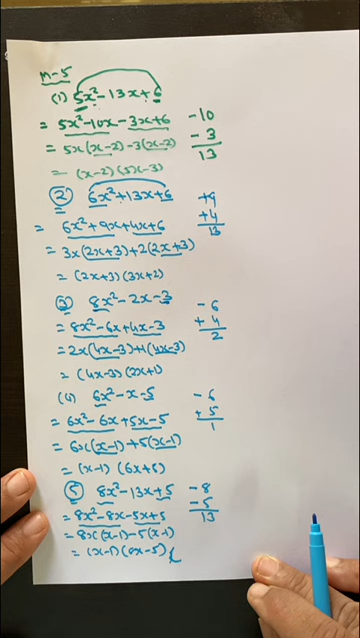 M-5
(1) 5x²-13x+6
= 5x²-10x-3x+6 -10
= 5x(x-2)-3(x-2) -3
13
= (x-2)(5x-3)
(2) 6x²+13x+6 +9
= 6x²+9x+4x+6 +4
13
= 3x(2x+3)+2(2x+3)
= (2x+3)(3x+2)
(3) 8x²-2x-3 -6
= 8x²-6x+4x-3 +4
2
= 2x(4x-3)+1(4x-3)
= (4x-3)(2x+1)
(4) 6x²-x-5 -6
= 6x²-6x+5x-5 +5
1
= 6x(x-1)+5(x-1)
= (x-1)(6x+5)
(5) 8x²-13x+5 -8
= 8x²-8x-5x+5 -5
13
= 8x(x-1)-5(x-1)
= (x-1)(8x-5)